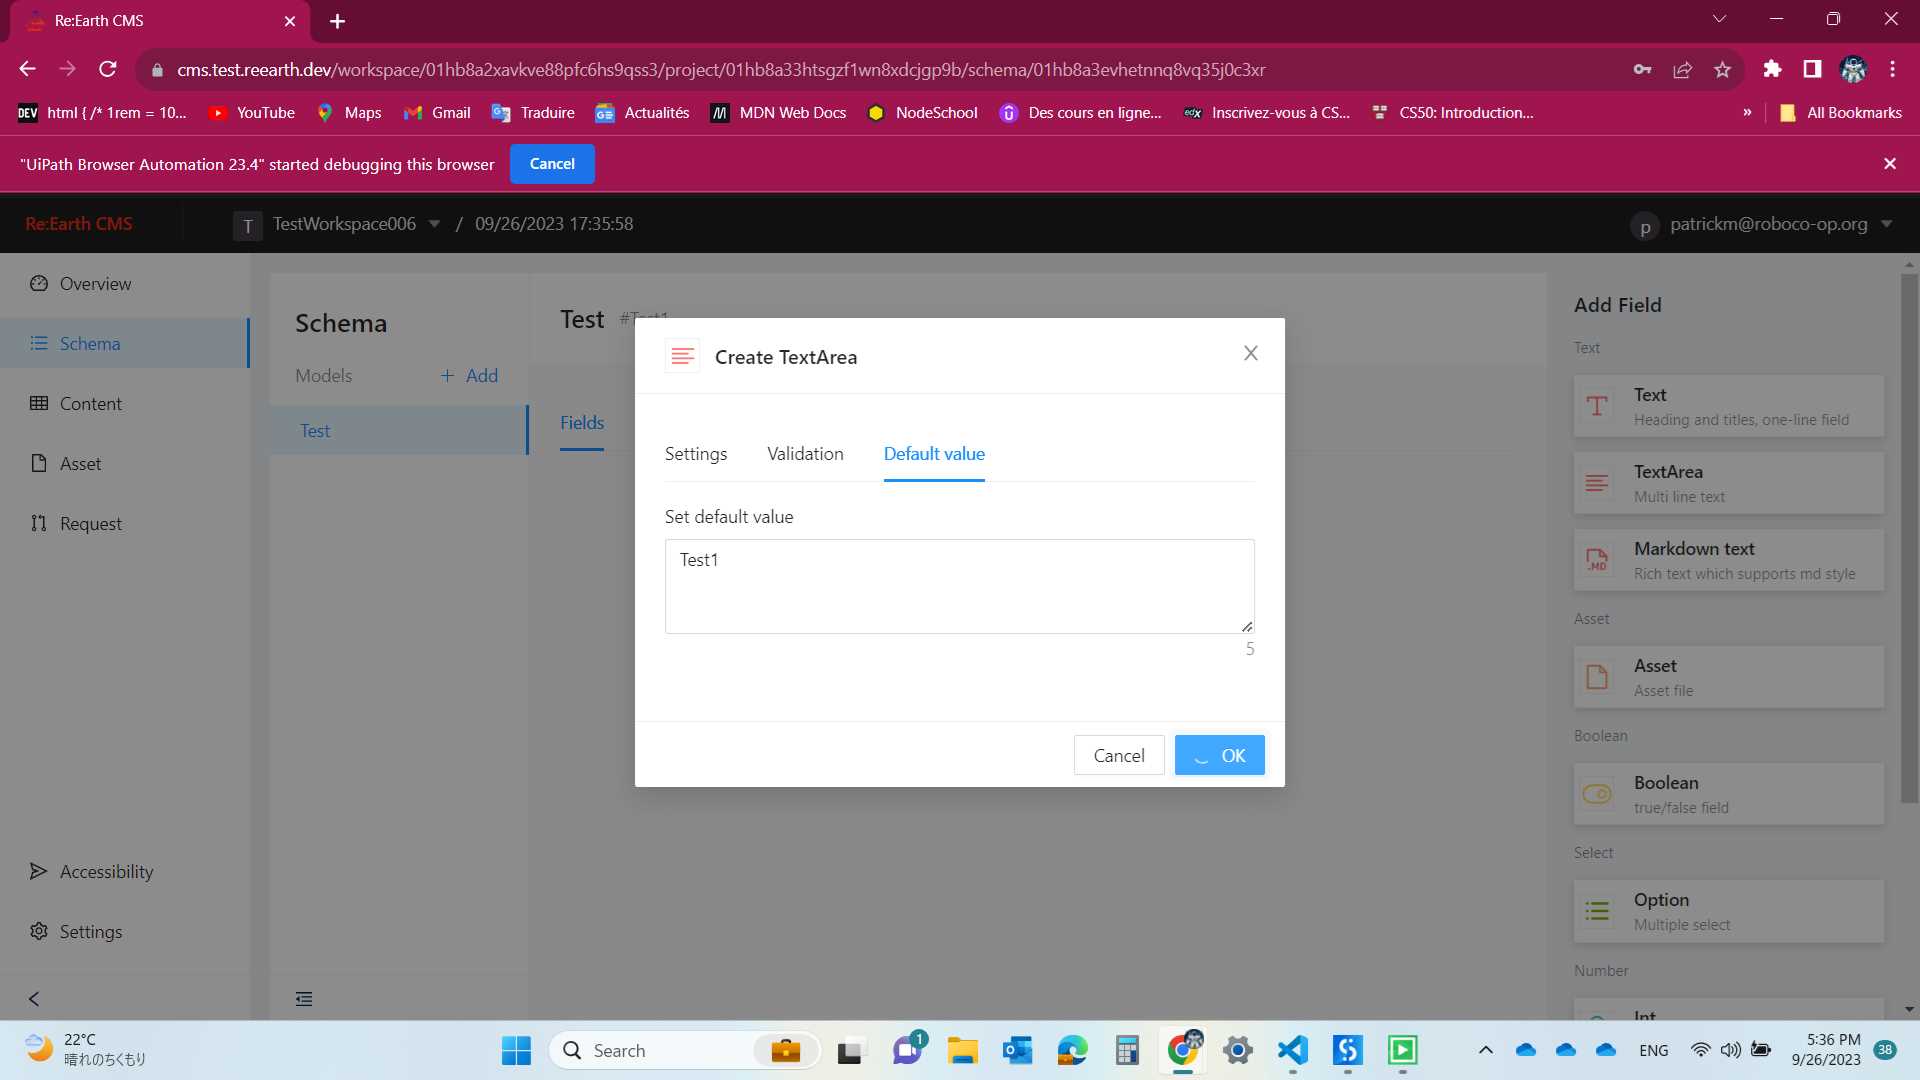 Re:Earth CMS
cms.test.reearth.dev/workspace/01hb8a2xavkve88pfc6hs9qss3/project/01hb8a33htsgzf1wn8xdcjgp9b/schema/01hb8a3evhetnnq8vq35j0c3xr
DEV html { /* 1rem = 10... YouTube Maps Gmail Traduire Actualités MDN Web Docs NodeSchool Des cours en ligne... edX Inscrivez-vous à CS... CS50: Introduction... » All Bookmarks
"UiPath Browser Automation 23.4" started debugging this browser Cancel
Re:Earth CMS T TestWorkspace006 / 09/26/2023 17:35:58 p patrickm@roboco-op.org
Overview
Schema
Content
Asset
Request
Accessibility
Settings
Schema
Models + Add
Test
Test #Test1
Fields
Create TextArea
Settings Validation Default value
Set default value
Test1
5
Cancel OK
Add Field
Text
Text
Heading and titles, one-line field
TextArea
Multi line text
Markdown text
Rich text which supports md style
Asset
Asset
Asset file
Boolean
Boolean
true/false field
Select
Option
Multiple select
Number
Int
22°C
晴れのちくもり
Search
1
ENG
5:36 PM
9/26/2023
38